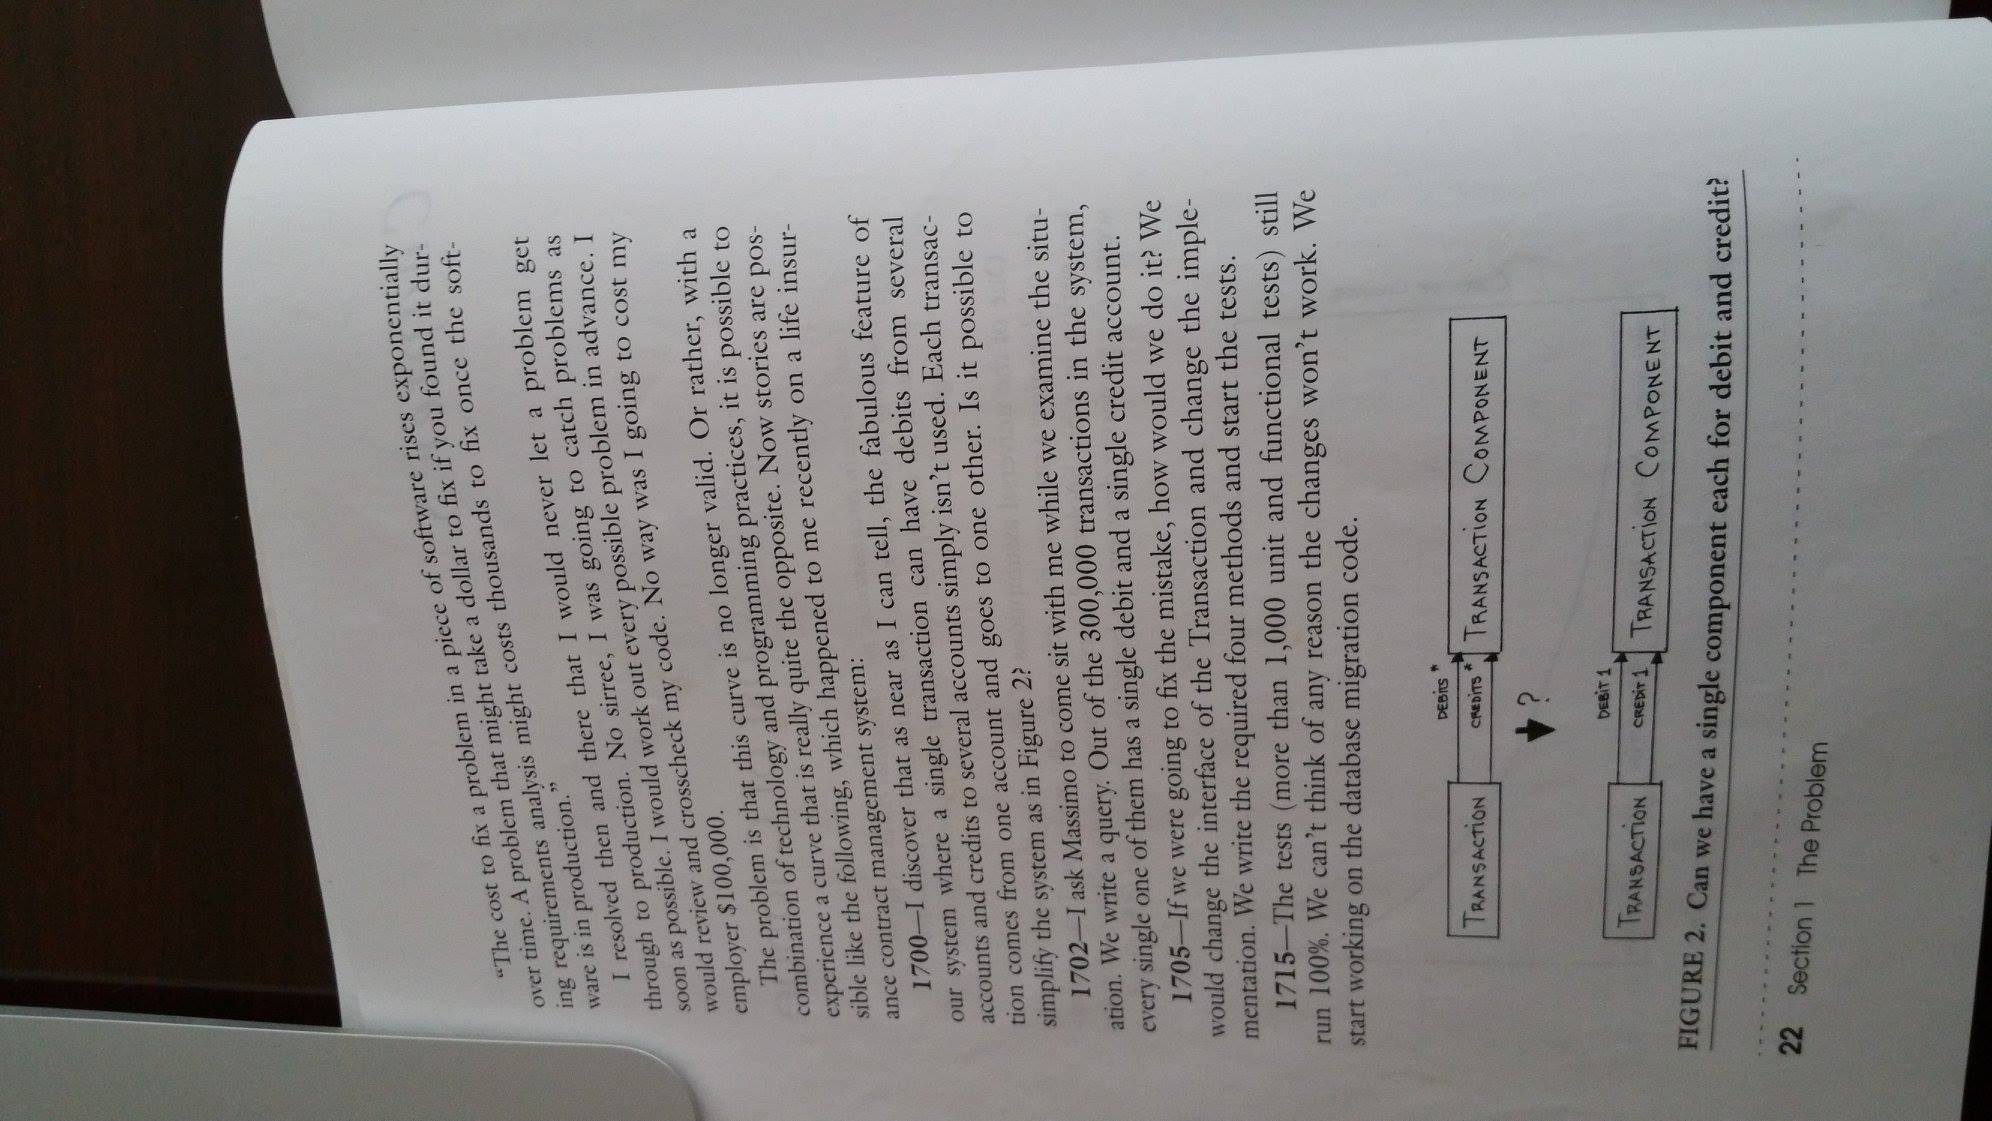 “The cost to fix a problem in a piece of software rises exponentially
over time. A problem that might take a dollar to fix if you found it dur-
ing requirements analysis might costs thousands to fix once the soft-
ware is in production.”
I resolved then and there that I would never let a problem get
through to production. No sirree, I was going to catch problems as
soon as possible. I would work out every possible problem in advance. I
would review and crosscheck my code. No way was I going to cost my
employer $100,000.
The problem is that this curve is no longer valid. Or rather, with a
combination of technology and programming practices, it is possible to
experience a curve that is really quite the opposite. Now stories are pos-
sible like the following, which happened to me recently on a life insur-
ance contract management system:
1700—I discover that as near as I can tell, the fabulous feature of
our system where a single transaction can have debits from several
accounts and credits to several accounts simply isn’t used. Each transac-
tion comes from one account and goes to one other. Is it possible to
simplify the system as in Figure 2?
1702—I ask Massimo to come sit with me while we examine the situ-
ation. We write a query. Out of the 300,000 transactions in the system,
every single one of them has a single debit and a single credit account.
1705—If we were going to fix the mistake, how would we do it? We
would change the interface of the Transaction and change the imple-
mentation. We write the required four methods and start the tests.
1715—The tests (more than 1,000 unit and functional tests) still
run 100%. We can’t think of any reason the changes won’t work. We
start working on the database migration code.
TRANSACTION
DEBITS *
CREDITS *
TRANSACTION COMPONENT
?
TRANSACTION
DEBIT 1
CREDIT 1
TRANSACTION COMPONENT
FIGURE 2. Can we have a single component each for debit and credit?
22 Section 1 The Problem